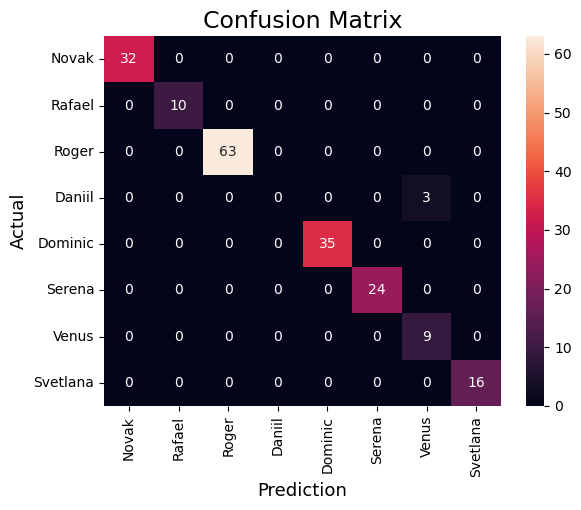 Confusion Matrix
Actual
Novak 32 0 0 0 0 0 0 0
Rafael 0 10 0 0 0 0 0 0
Roger 0 0 63 0 0 0 0 0
Daniil 0 0 0 0 0 0 3 0
Dominic 0 0 0 0 35 0 0 0
Serena 0 0 0 0 0 24 0 0
Venus 0 0 0 0 0 0 9 0
Svetlana 0 0 0 0 0 0 0 16
Novak Rafael Roger Daniil Dominic Serena Venus Svetlana
Prediction
60
50
40
30
20
10
0